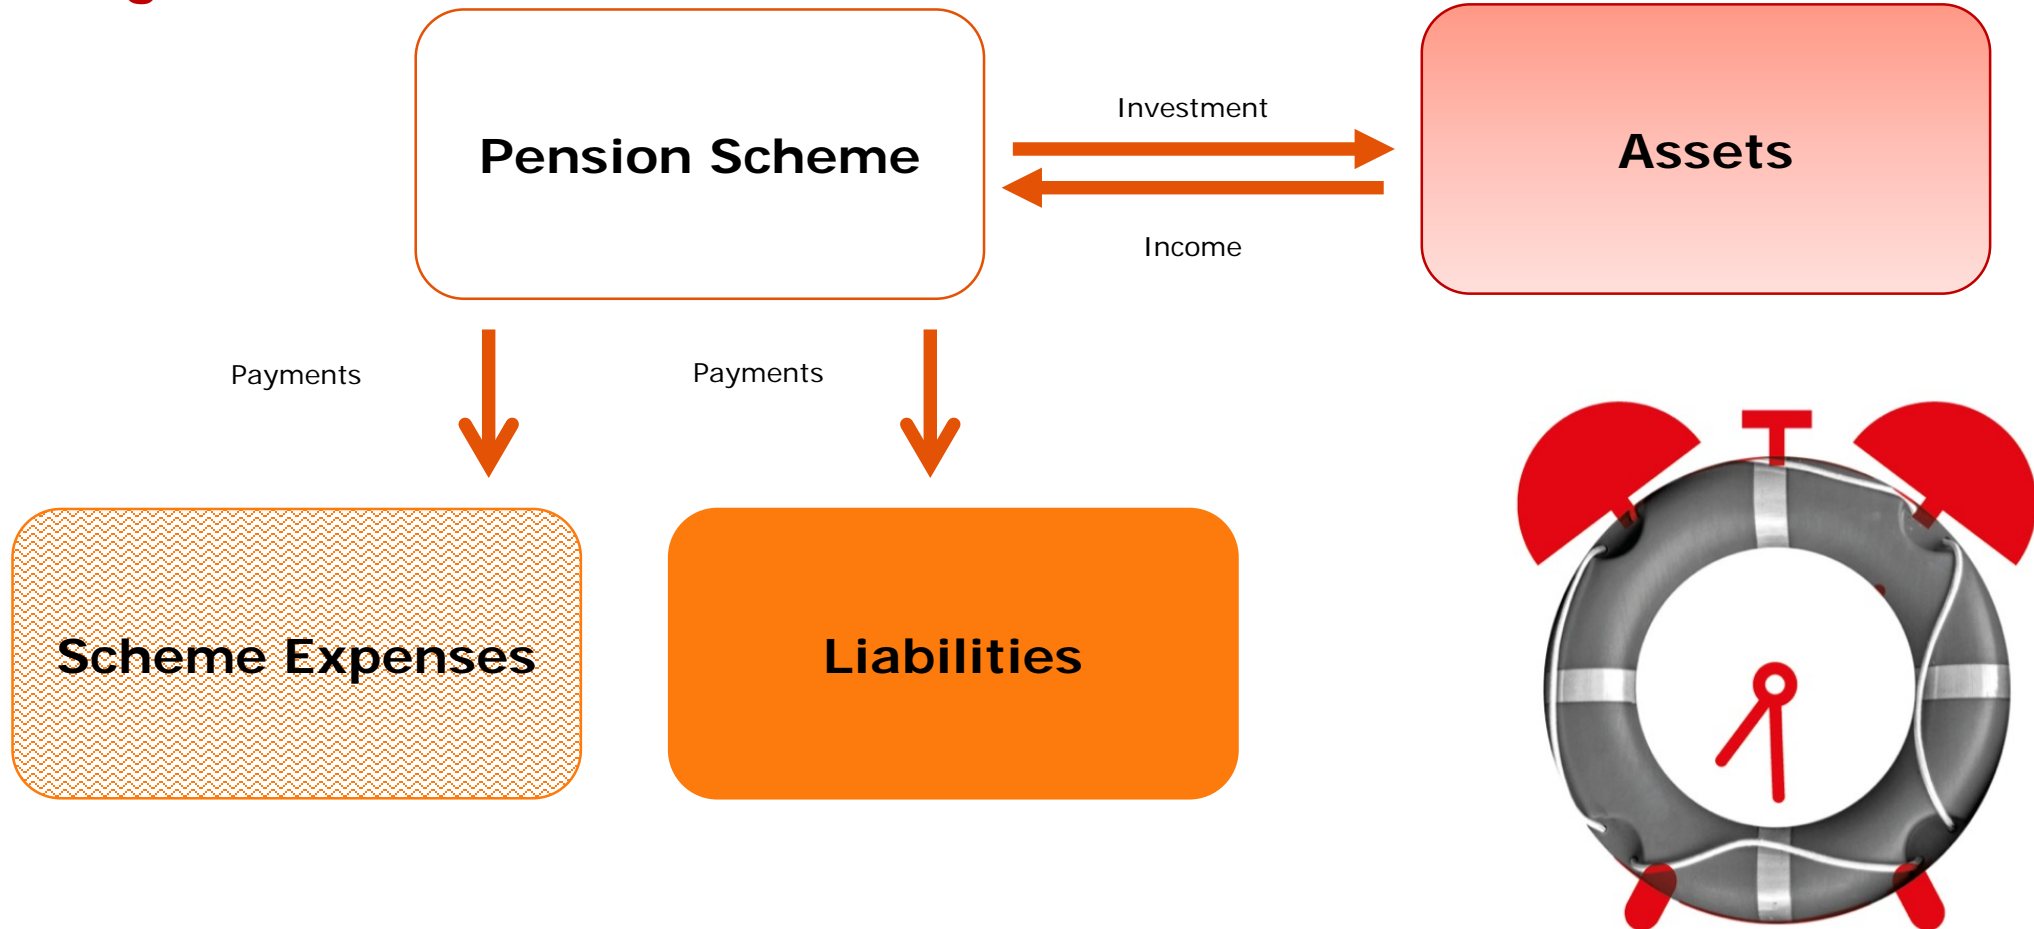 Investment
Pension Scheme
Assets
Income
Payments
Payments
Scheme Expenses
Liabilities